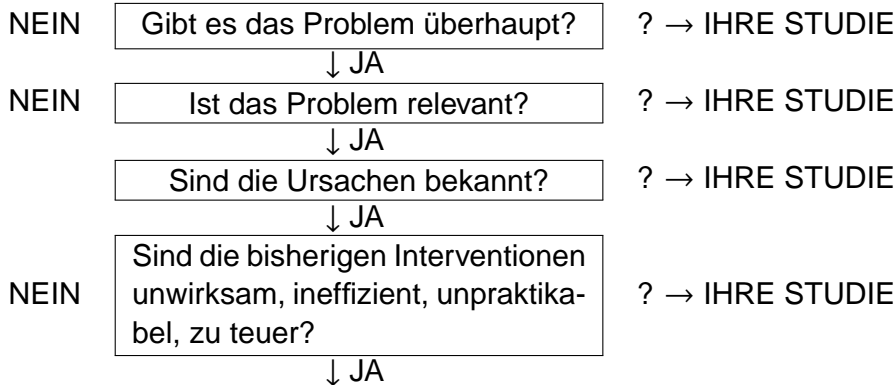 NEIN Gibt es das Problem überhaupt? ? → IHRE STUDIE
↓ JA
NEIN Ist das Problem relevant? ? → IHRE STUDIE
↓ JA
Sind die Ursachen bekannt? ? → IHRE STUDIE
↓ JA
Sind die bisherigen Interventionen
NEIN unwirksam, ineffizient, unpraktika- ? → IHRE STUDIE
bel, zu teuer?
↓ JA